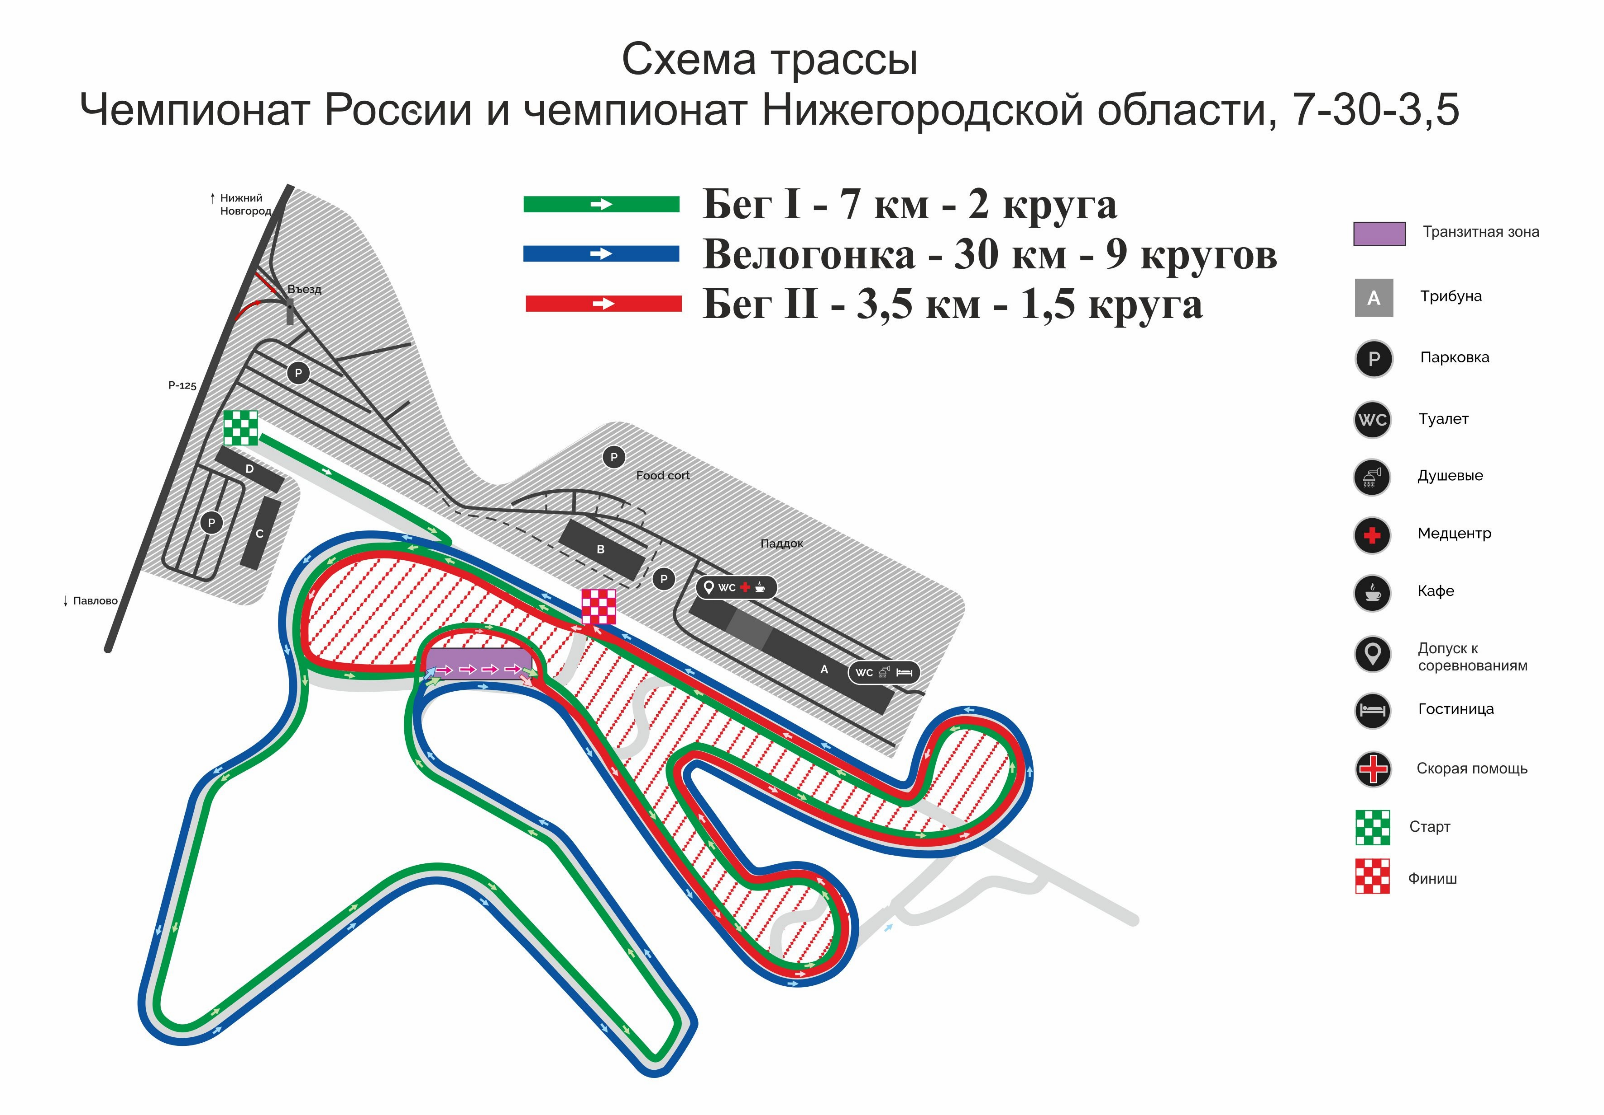 Схема трассы
Чемпионат России и чемпионат Нижегородской области, 7-30-3,5
Бег I - 7 км - 2 круга
Велогонка - 30 км - 9 кругов
Бег II - 3,5 км - 1,5 круга
↑ Нижний
Новгород
Въезд
P
Р-125
D
P
C
↓ Павлово
P
Food cort
B
P
Паддок
WC
A
WC
Транзитная зона
A Трибуна
P Парковка
WC Туалет
Душевые
Медцентр
Кафе
Допуск к
соревнованиям
Гостиница
Скорая помощь
Старт
Финиш